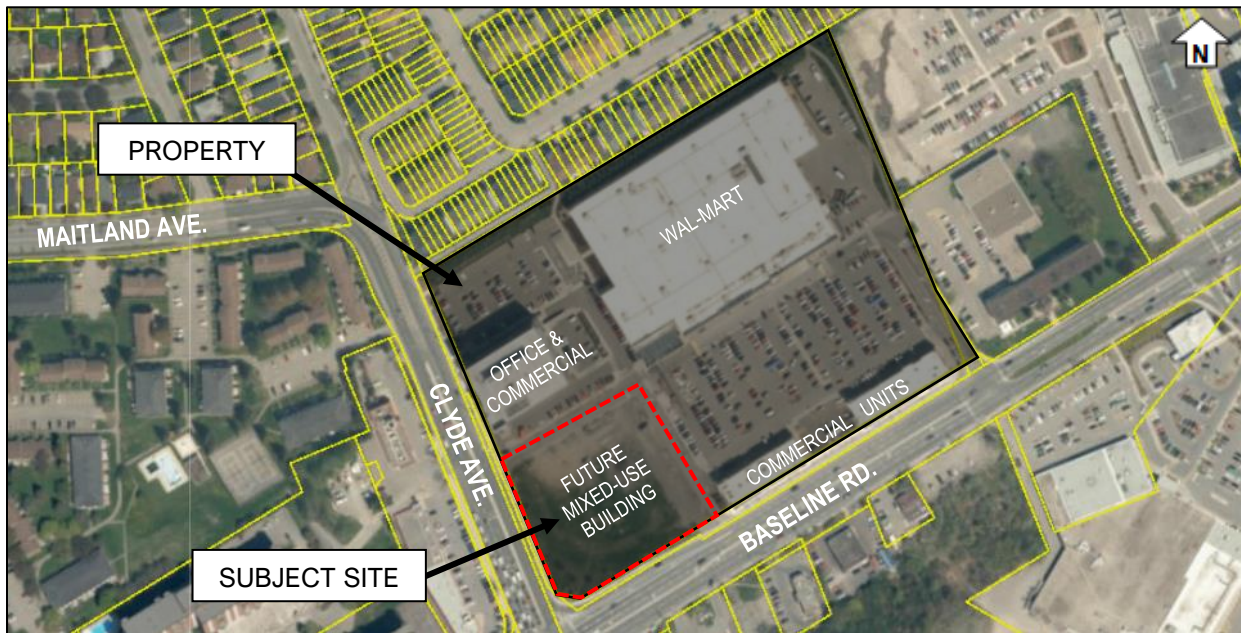 N
PROPERTY
WAL-MART
MAITLAND AVE.
OFFICE &
COMMERCIAL
CLYDE AVE.
COMMERCIAL UNITS
FUTURE
MIXED-USE
BUILDING
BASELINE RD.
SUBJECT SITE